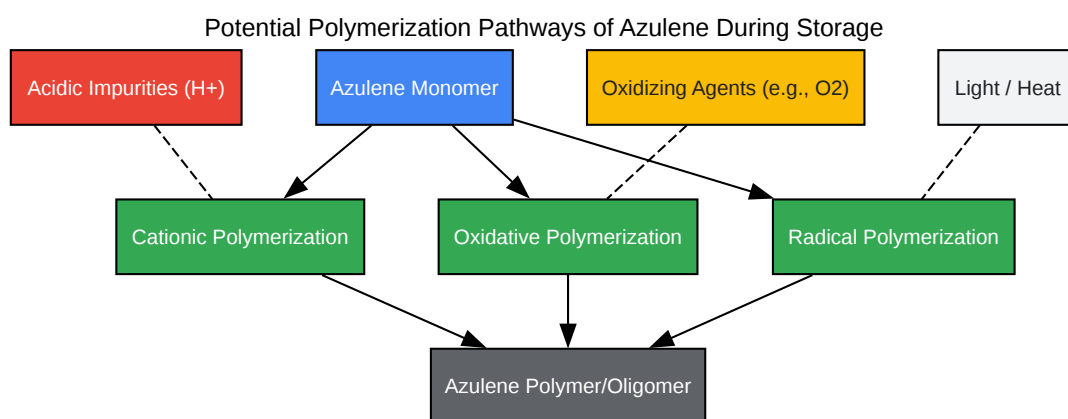 Potential Polymerization Pathways of Azulene During Storage
Acidic Impurities (H+)
Azulene Monomer
Oxidizing Agents (e.g., O2)
Light / Heat
Cationic Polymerization
Oxidative Polymerization
Radical Polymerization
Azulene Polymer/Oligomer